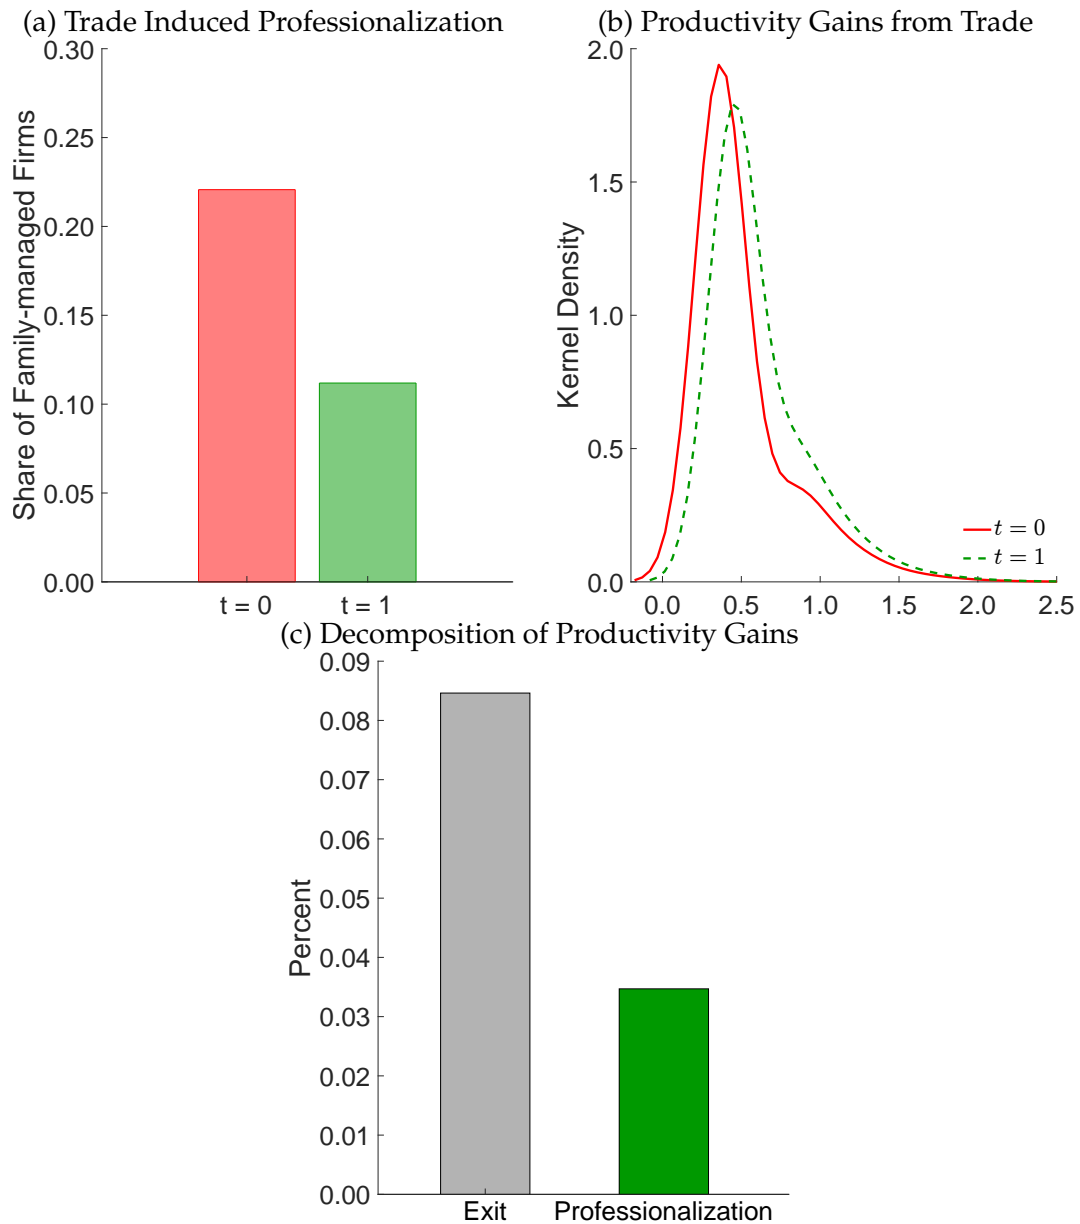 (a) Trade Induced Professionalization
Share of Family-managed Firms
0.30
0.25
0.20
0.15
0.10
0.05
0.00
t = 0
t = 1
(b) Productivity Gains from Trade
Kernel Density
2.0
1.5
1.0
0.5
0.0
0.0
0.5
1.0
1.5
2.0
2.5
t = 0
t = 1
(c) Decomposition of Productivity Gains
Percent
0.09
0.08
0.07
0.06
0.05
0.04
0.03
0.02
0.01
0.00
Exit
Professionalization